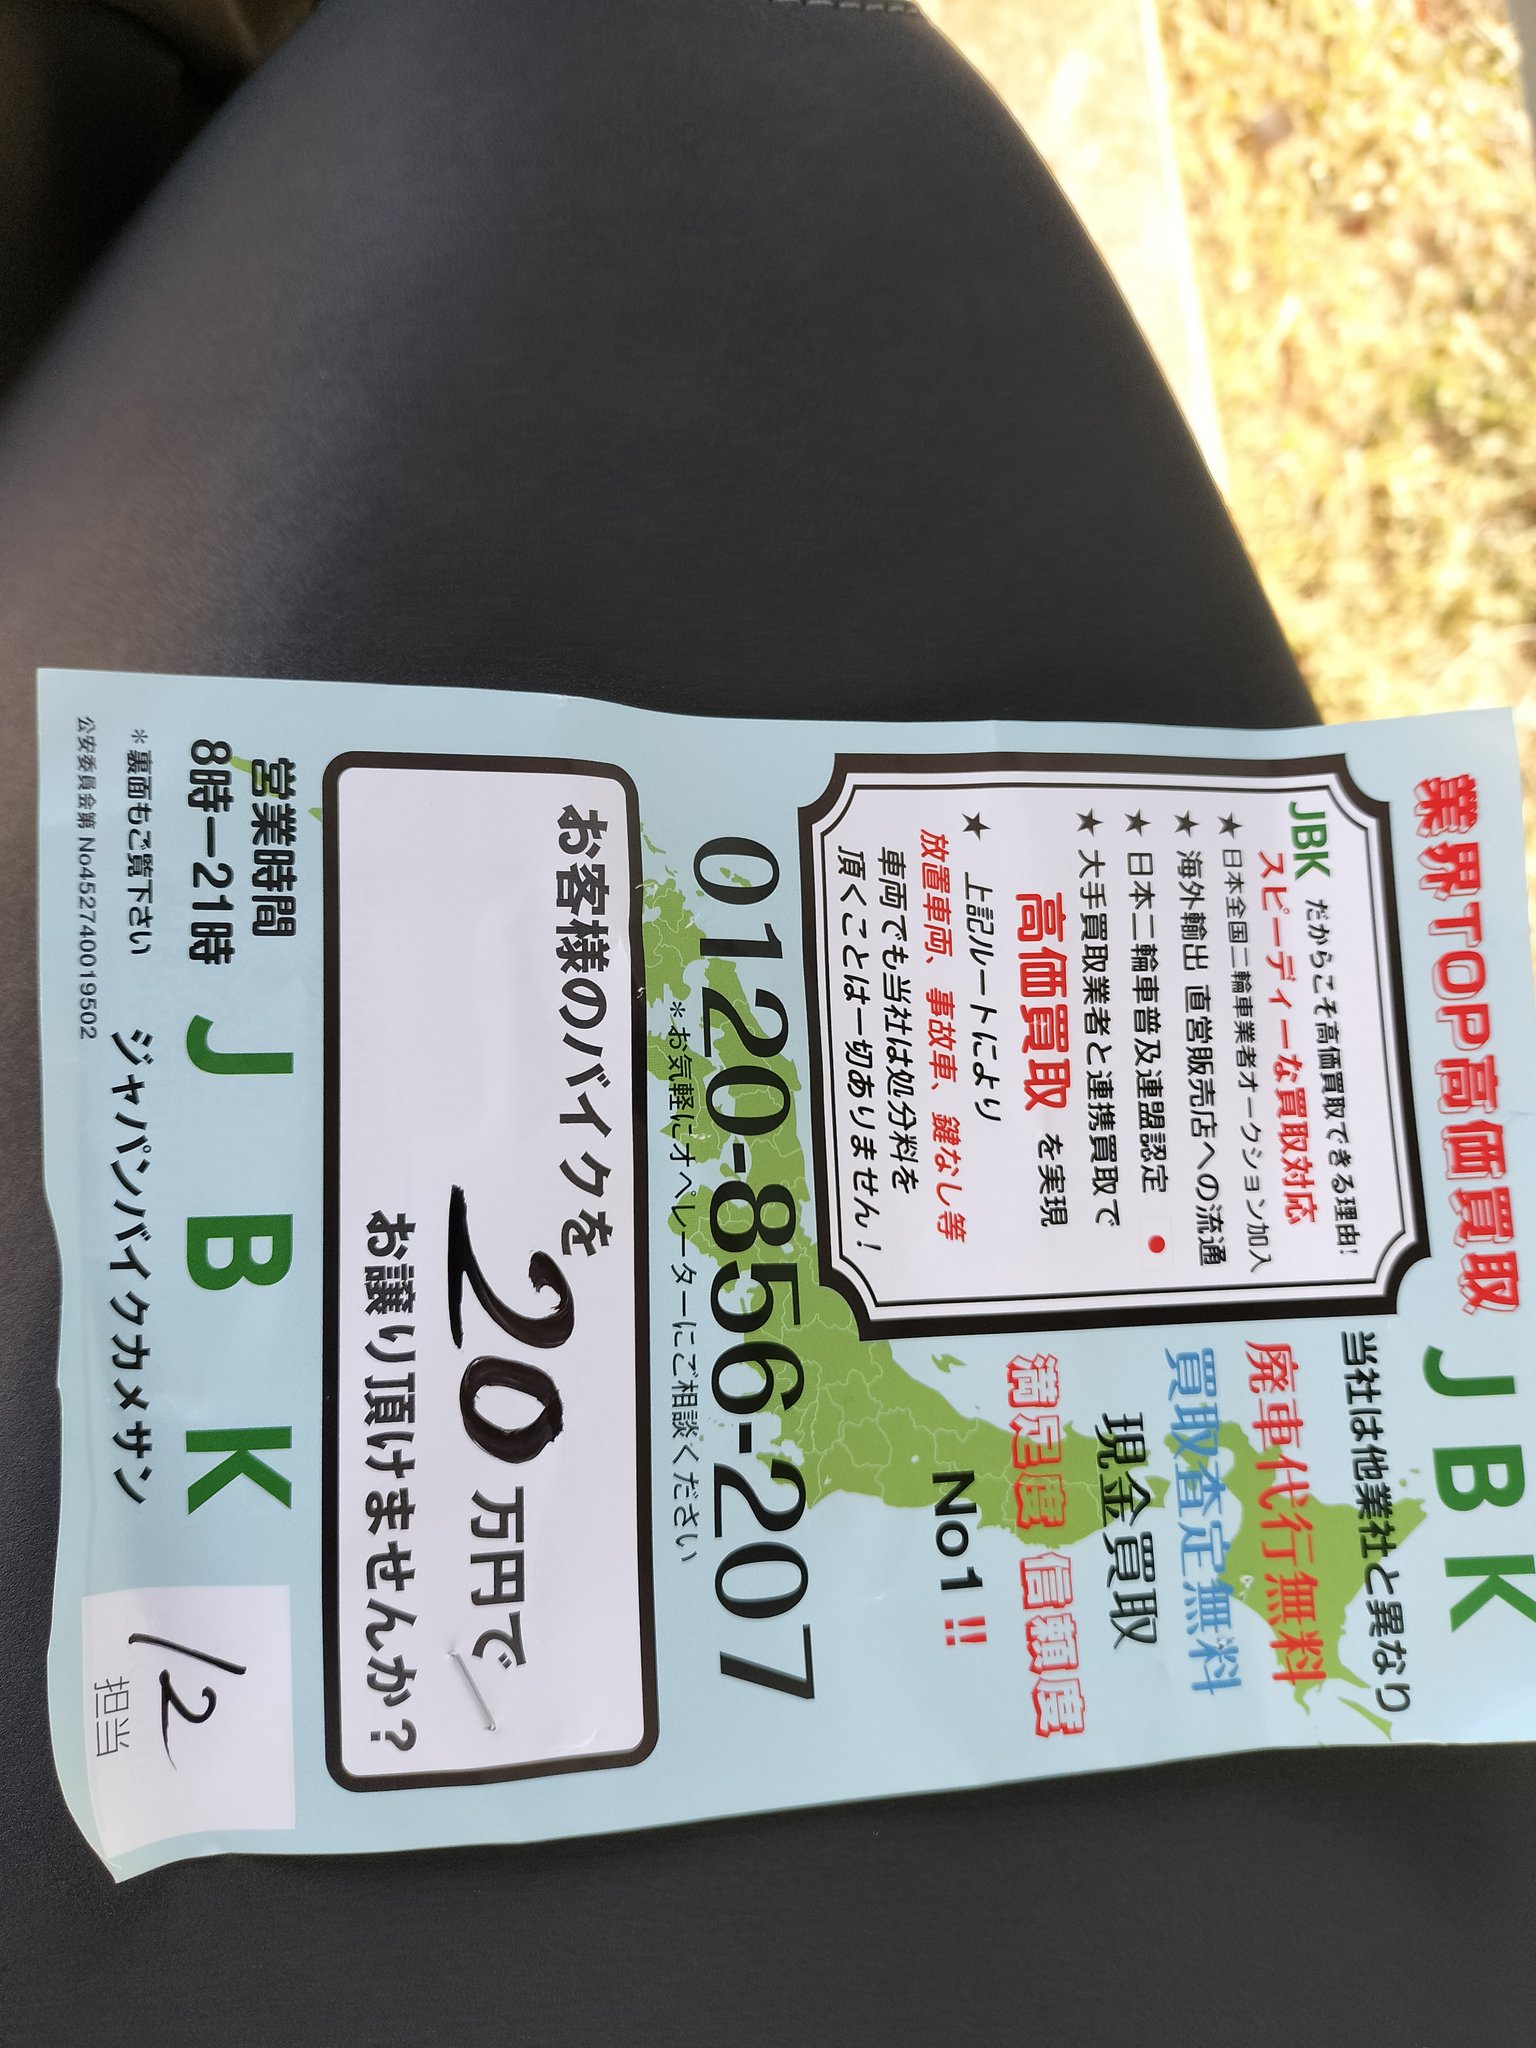 業界TOP高価買取 JBK
JBK だからこそ高価買取できる理由!
スピーディーな買取対応
★日本全国二輪車業者オークション加入
★ 海外輸出 直営販売店への流通
★ 日本二輪車普及連盟認定
★ 大手買取業者と連携買取で
高価買取 を実現
★ 上記ルートにより
放置車両、事故車、鍵なし等
車両でも当社は処分料を
頂くことは一切ありません!
当社は他業社と異なり
廃車代行無料
買取査定無料
現金買取
満足度 信頼度
No1 !!
0120-856-207
*お気軽にオペレーターにご相談ください
お客様のバイクを
20万円で
お譲り頂けませんか?
営業時間
8時ー21時
JBK
*裏面もご覧下さい
ジャパンバイクカメサン
公安委員会第 No452740019502
12
担当